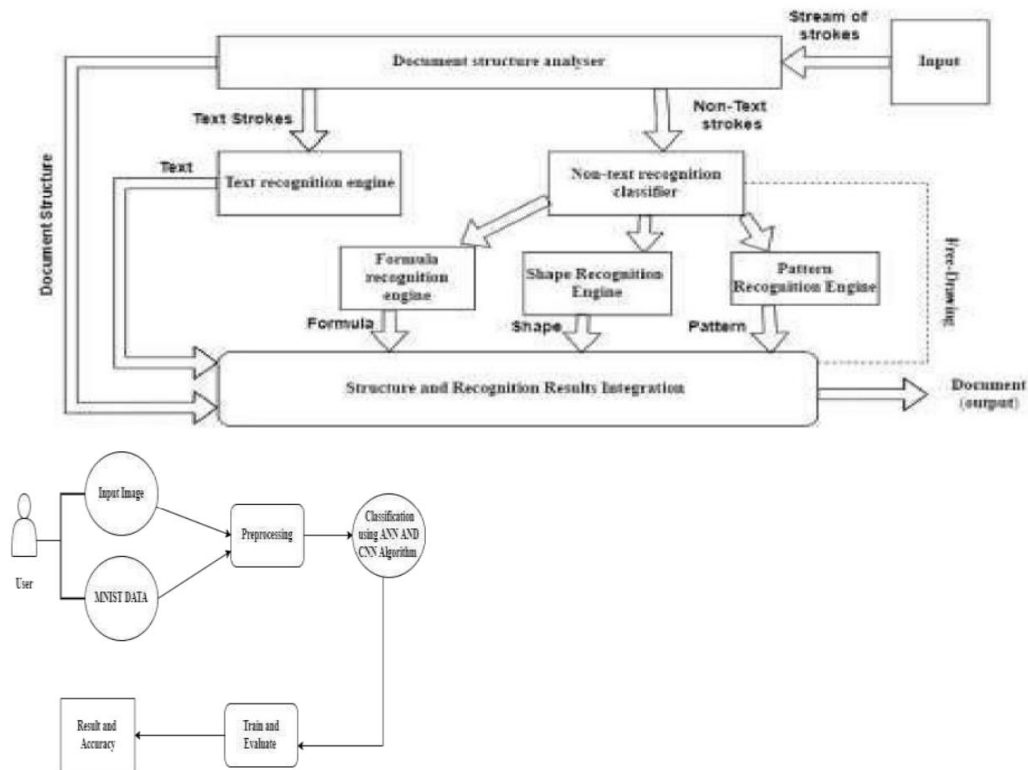 Stream of
strokes
Document structure analyser
Input
Text Strokes
Non-Text
strokes
Document Structure
Text
Text recognition engine
Non-text recognition
classifier
Free-Drawing
Formula
recognition
engine
Shape Recognition
Engine
Pattern
Recognition Engine
Formula
Shape
Pattern
Structure and Recognition Results Integration
Document
(output)
Input Image
User
MNIST DATA
Preprocessing
Classification
using ANN AND
CNN Algorithm
Result and
Accuracy
Train and
Evaluate